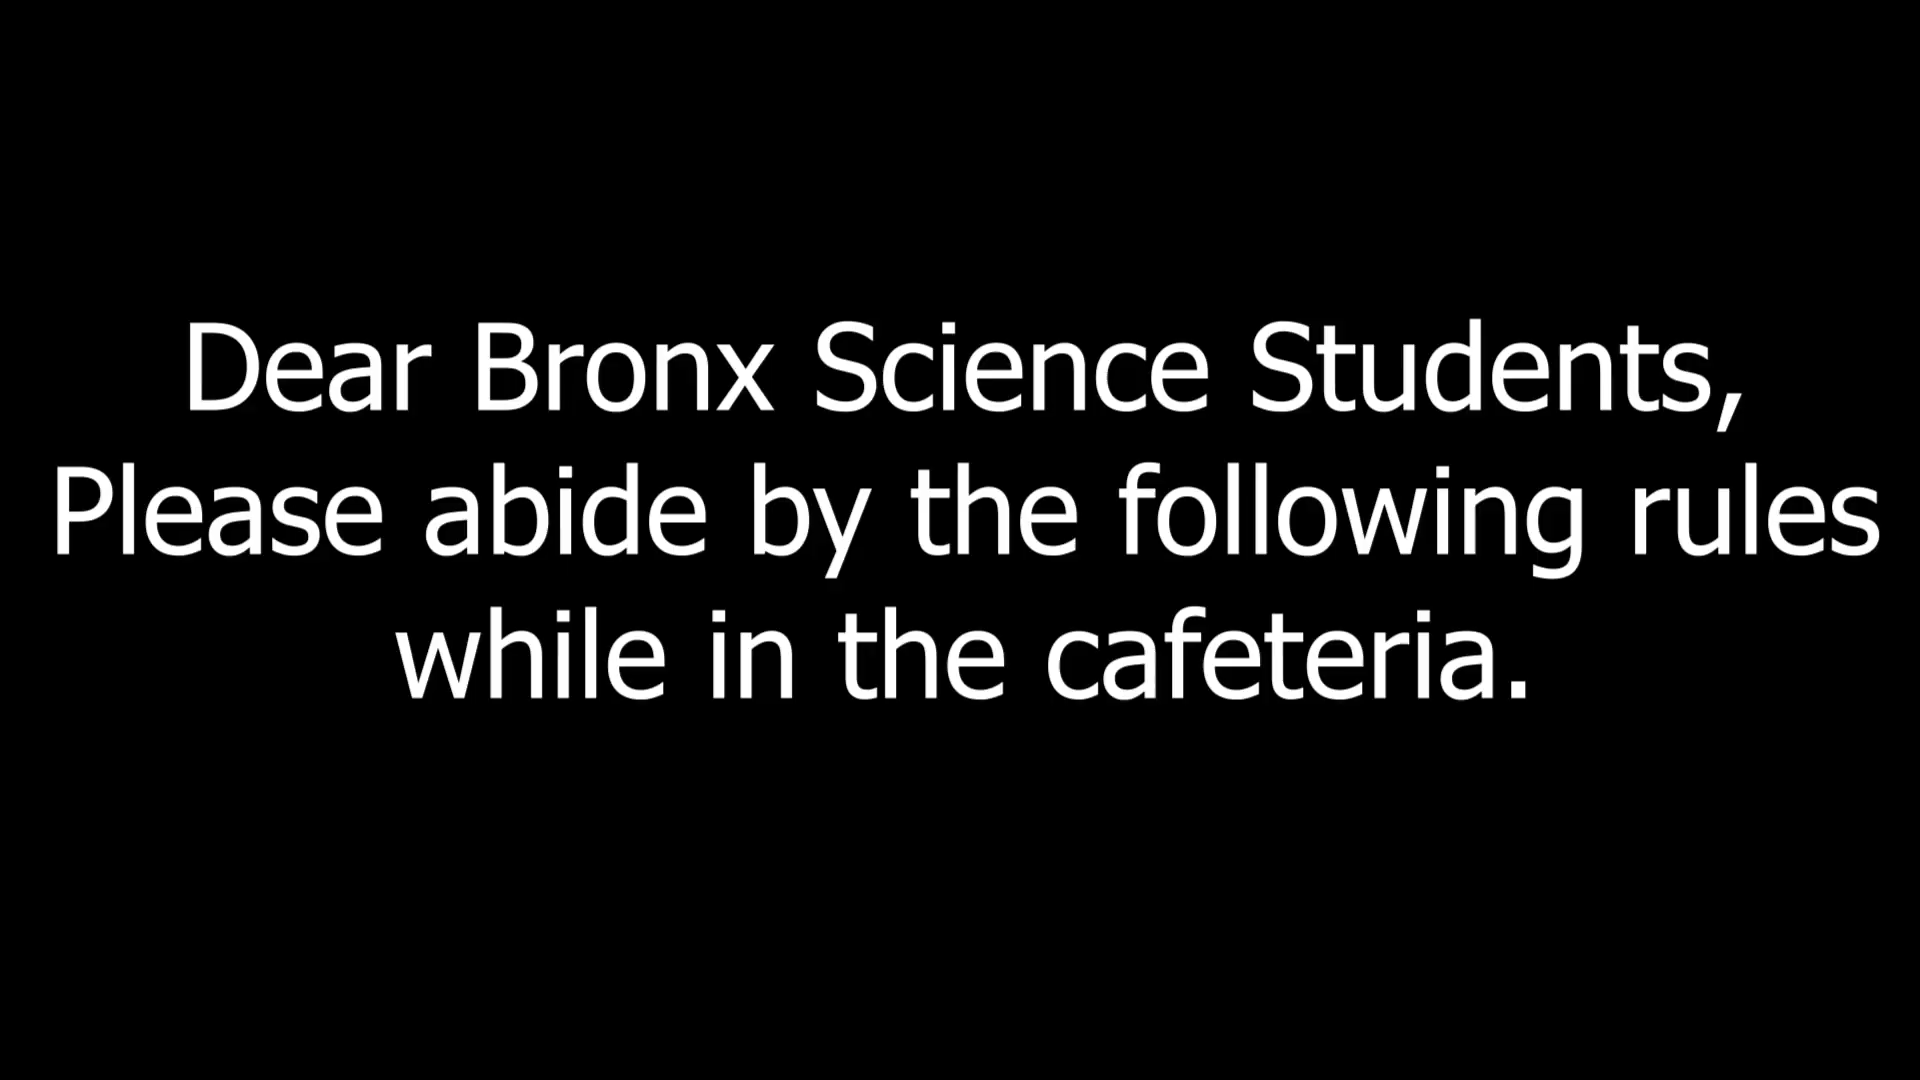 Dear Bronx Science Students,
Please abide by the following rules
while in the cafeteria.